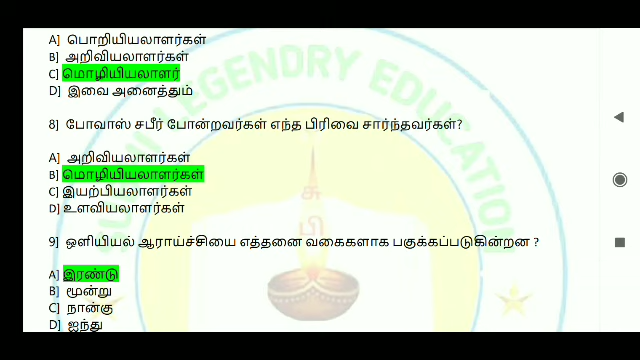 A] பொறியியலாளர்கள்
B] அறிவியலாளர்கள்
C] மொழியியலாளர்
D] இவை அனைத்தும்
8] போவாஸ் சபீர் போன்றவர்கள் எந்த பிரிவை சார்ந்தவர்கள்?
A] அறிவியலாளர்கள்
B] மொழியியலாளர்கள்
C] இயற்பியலாளர்கள்
D] உளவியலாளர்கள்
9] ஒளியியல் ஆராய்ச்சியை எத்தனை வகைகளாக பகுக்கப்படுகின்றன ?
A] இரண்டு
B] மூன்று
C] நான்கு
D] ஐந்து
LEGENDRY EDUCATION
சு
பி